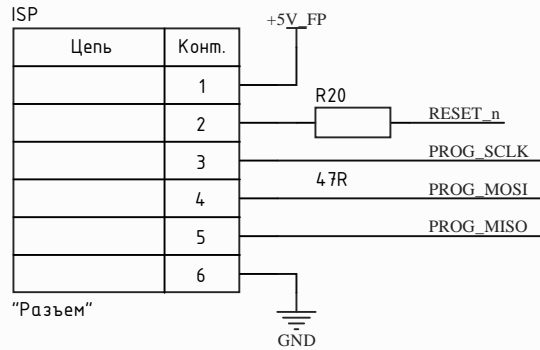 ISP
+5V_FP
Цепь Конт.
1
R20
2 RESET_n
3 PROG_SCLK
47R
4 PROG_MOSI
5 PROG_MISO
6
"Разъем"
GND